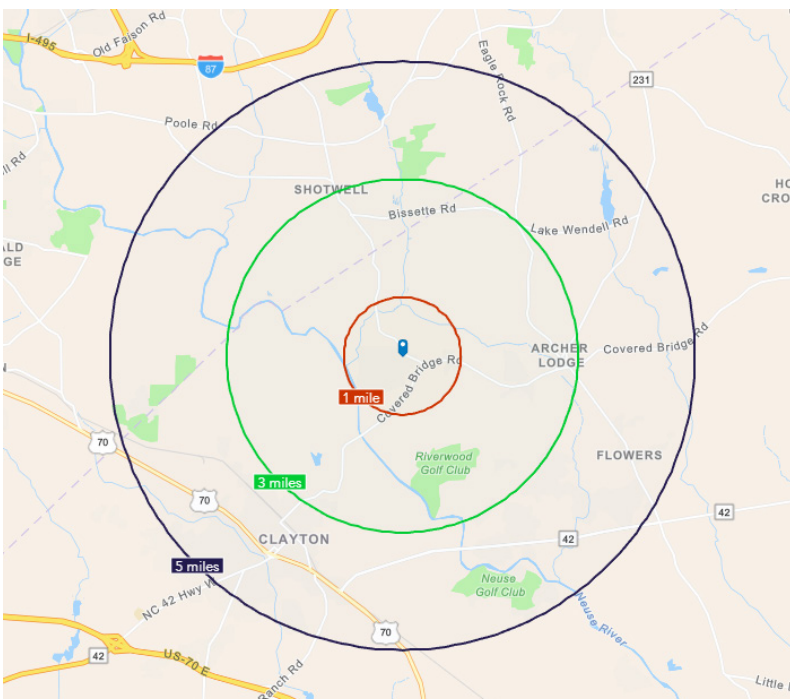 Old Faison Rd
I-495
87
Eagle Rock Rd
231
Poole Rd
SHOTWELL
Bissette Rd
Lake Wendell Rd
HO
CRO
ll Rd
ALD
GE
Covered Bridge Rd
ARCHER
LODGE
Covered Bridge Rd
1 mile
N
70
Riverwood
Golf Club
FLOWERS
3 miles
70
42
CLAYTON
42
5 miles
Neuse
Golf Club
NC 42 Hwy W
Neuse River
70
42
US-70 E
Ranch Rd
Little